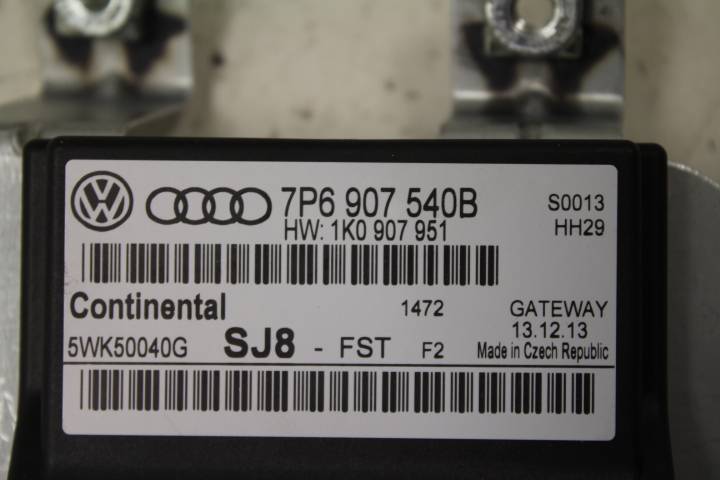 7P6 907 540B
HW: 1K0 907 951
S0013
HH29
Continental
1472
GATEWAY
13.12.13
5WK50040G
SJ8 - FST F2
Made in Czech Republic